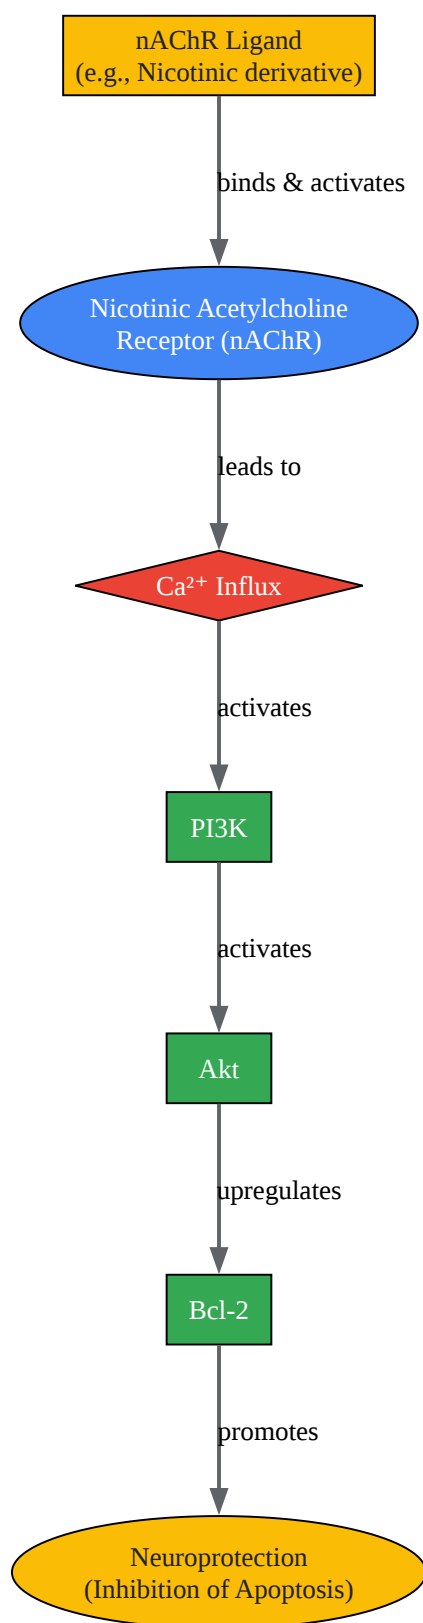 nAChR Ligand
(e.g., Nicotinic derivative)
binds & activates
Nicotinic Acetylcholine
Receptor (nAChR)
leads to
Ca²⁺ Influx
activates
PI3K
activates
Akt
upregulates
Bcl-2
promotes
Neuroprotection
(Inhibition of Apoptosis)